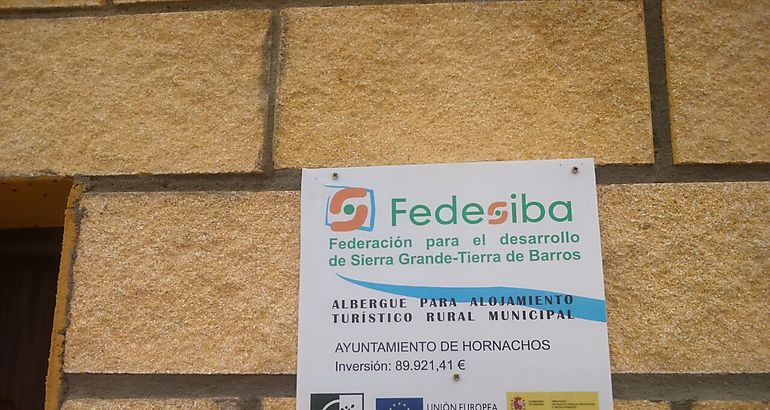 Fedesiba
Federación para el desarrollo
de Sierra Grande-Tierra de Barros
ALBERGUE PARA ALOJAMIENTO
TURÍSTICO RURAL MUNICIPAL
AYUNTAMIENTO DE HORNACHOS
Inversión: 89.921,41 €
UNIÓN EUROPEA